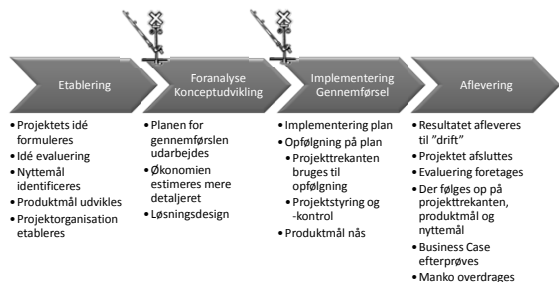 Etablering
Foranalyse
Konceptudvikling
Implementering
Gennemførsel
Aflevering
• Projektets idé
formuleres
• Idé evaluering
• Nyttemål
identificeres
• Produktmål udvikles
• Projektorganisation
etableres
• Planen for
gennemførslen
udarbejdes
• Økonomien
estimeres mere
detaljeret
• Løsningsdesign
• Implementering plan
• Opfølgning på plan
• Projekttrekanten
bruges til
opfølgning
• Projektstyring og
-kontrol
• Produktmål nås
• Resultatet afleveres
til "drift"
• Projektet afsluttes
• Evaluering foretages
• Der følges op på
projekttrekanten,
produktmål og
nyttemål
• Business Case
efterprøves
• Manko overdrages